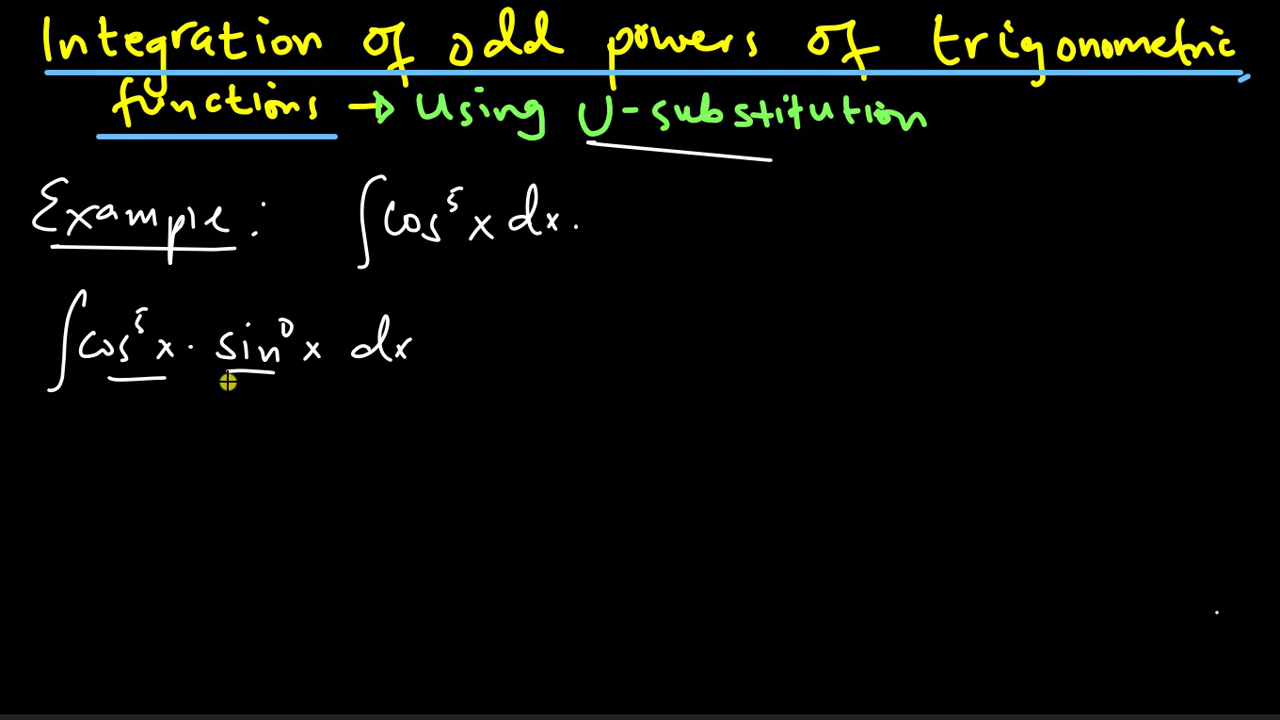 Integration of odd powers of trigonometric
functions → Using U-substitution
Example: ∫cos⁵x dx.
∫cos⁵x · sin⁰x dx